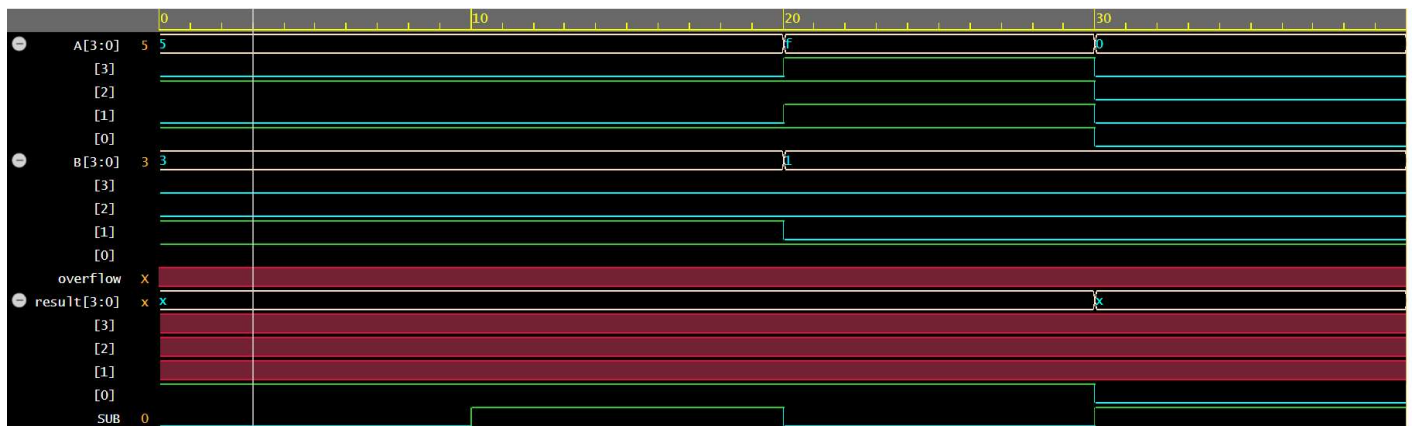 0 10 20 30
A[3:0] 5 5 f 0
[3]
[2]
[1]
[0]
B[3:0] 3 3 1
[3]
[2]
[1]
[0]
overflow X
result[3:0] x x x
[3]
[2]
[1]
[0]
SUB 0